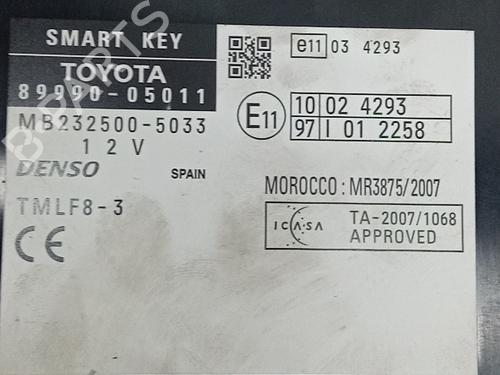 SMART KEY
TOYOTA
89990-05011
MB232500-5033
12V
DENSO SPAIN
TMLF8-3
CE
e11 03 4293
E11
10 02 4293
97 I 01 2258
MOROCCO : MR3875/2007
ICASA TA-2007/1068
APPROVED
B-PARTS